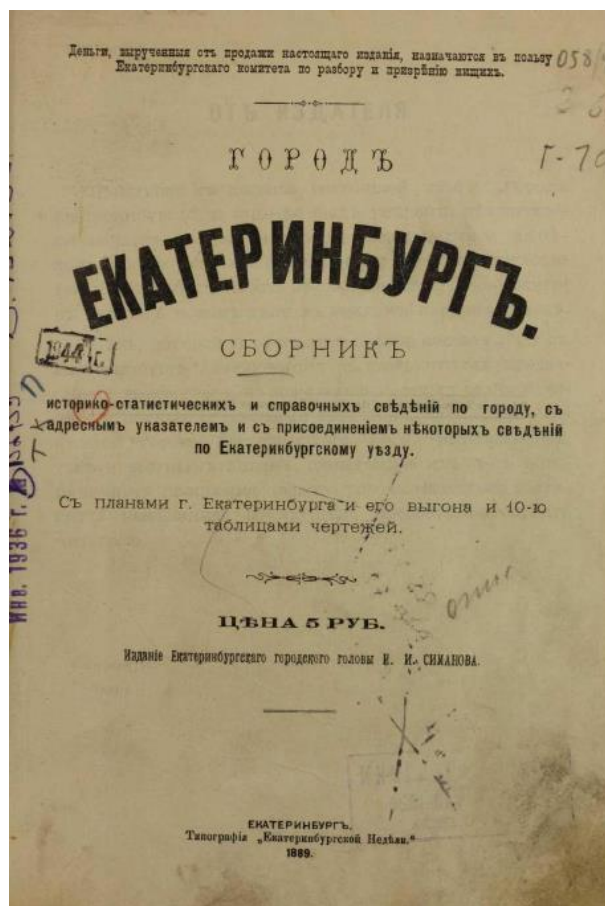 Деньги, вырученныя отъ продажи настоящаго изданія, назначаются въ пользу
Екатеринбургскаго комитета по разбору и призрѣнію нищихъ.
058/
Г-70
ГОРОДЪ
ЕКАТЕРИНБУРГЪ.
СБОРНИКЪ
1944 г.
историко-статистическихъ и справочныхъ свѣдѣній по городу, съ
адреснымъ указателемъ и съ присоединеніемъ нѣкоторыхъ свѣдѣній
по Екатеринбургскому уѣзду.
Съ планами г. Екатеринбурга и его выгона и 10-ю
таблицами чертежей.
Инв. 1936 г.
ЦѢНА 5 РУБ.
Изданіе Екатеринбургскаго городского головы И. И. СИМАНОВА.
ЕКАТЕРИНБУРГЪ.
Типографія „Екатеринбургской Недѣли.“
1889.